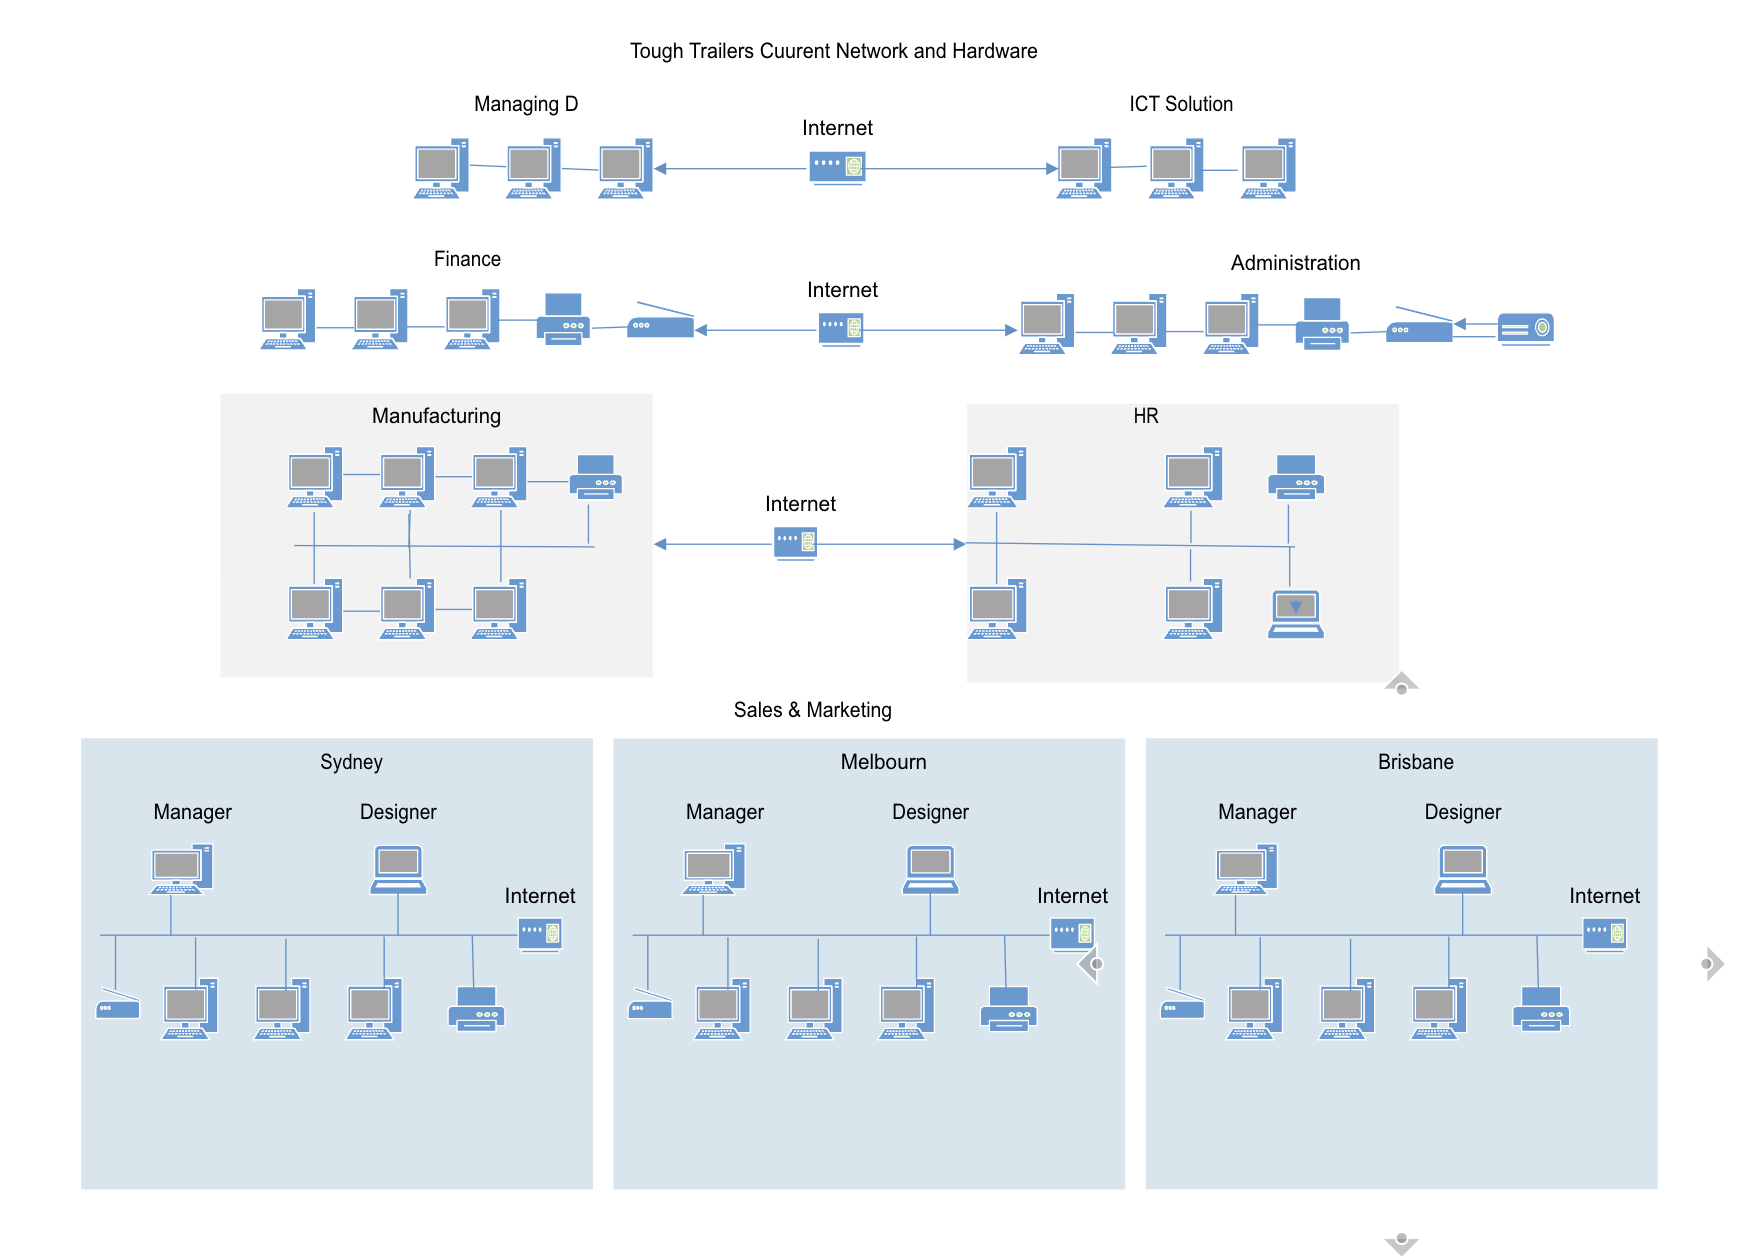 Tough Trailers Cuurent Network and Hardware
Managing D
ICT Solution
Internet
Finance
Administration
Internet
Manufacturing
HR
Internet
Sales & Marketing
Sydney
Melbourn
Brisbane
Manager
Designer
Manager
Designer
Manager
Designer
Internet
Internet
Internet